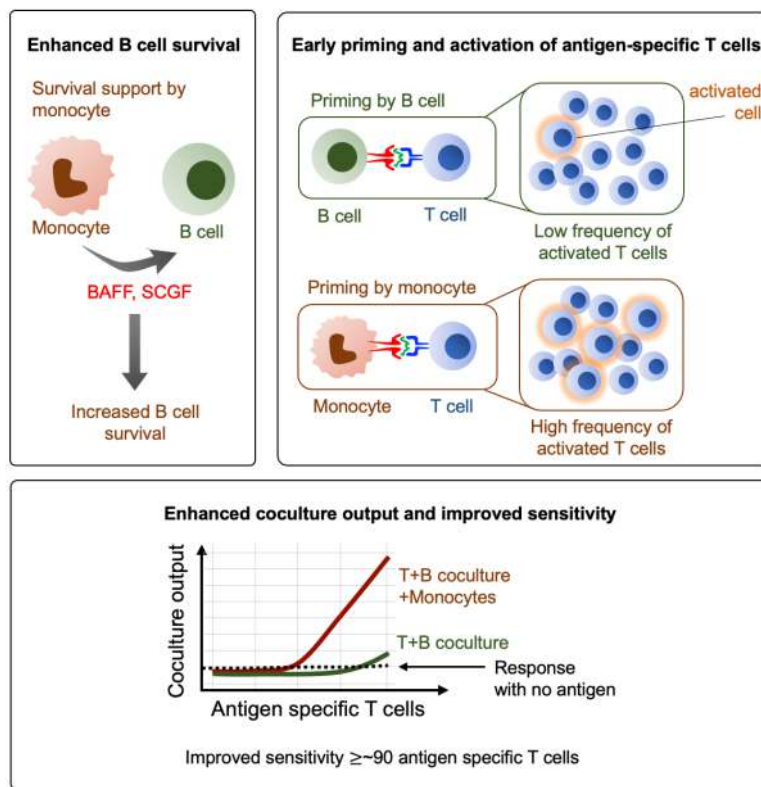 Enhanced B cell survival
Survival support by
monocyte
Monocyte
B cell
BAFF, SCGF
Increased B cell
survival
Early priming and activation of antigen-specific T cells
Priming by B cell
B cell
T cell
activated
cell
Low frequency of
activated T cells
Priming by monocyte
Monocyte
T cell
High frequency of
activated T cells
Enhanced coculture output and improved sensitivity
Coculture output
T+B coculture
+Monocytes
T+B coculture
Response
with no antigen
Antigen specific T cells
Improved sensitivity ≥~90 antigen specific T cells